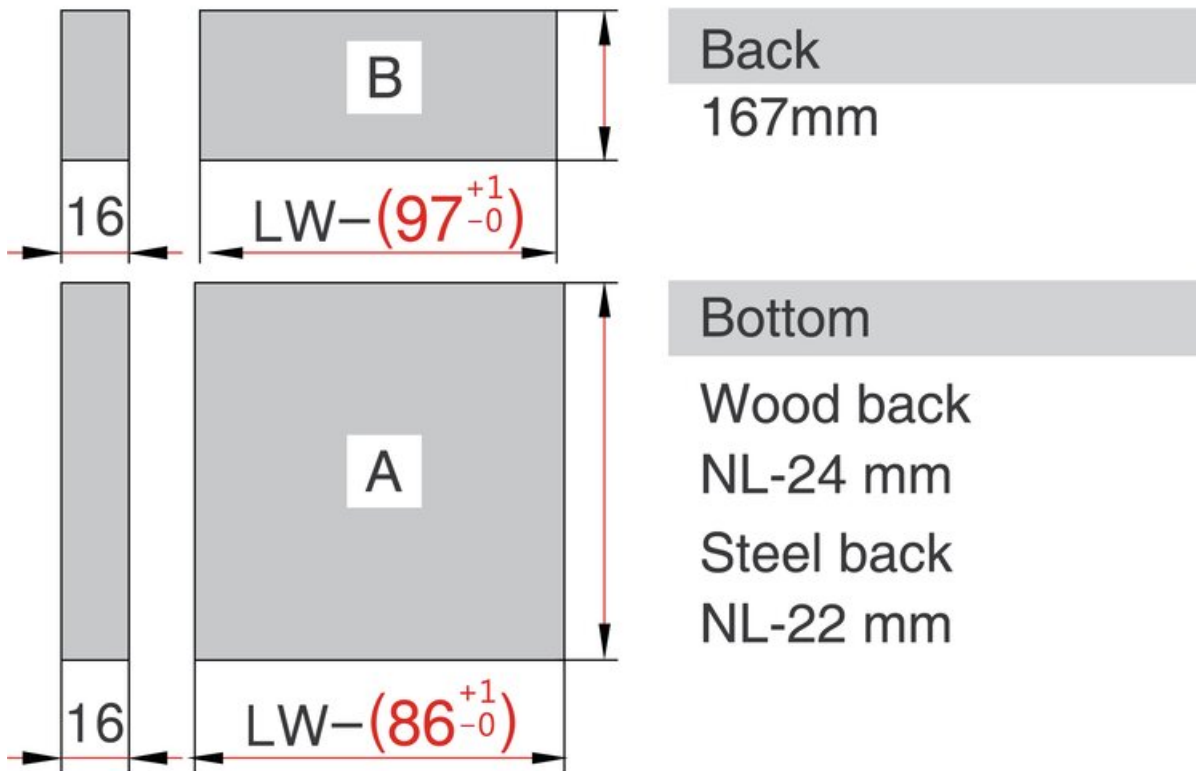 B
16
LW–(97 +1 -0)
Back
167mm
A
16
LW–(86 +1 -0)
Bottom
Wood back
NL-24 mm
Steel back
NL-22 mm